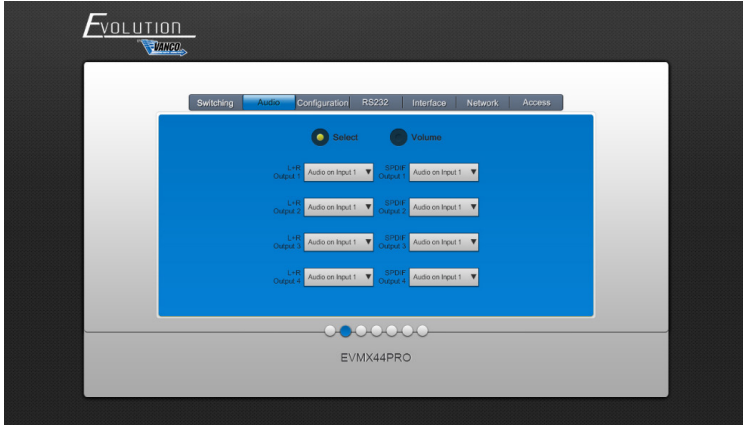 EVOLUTION
VANCO
Switching Audio Configuration RS232 Interface Network Access
Select Volume
L+R Output 1 Audio on Input 1 SPDIF Output 1 Audio on Input 1
L+R Output 2 Audio on Input 1 SPDIF Output 2 Audio on Input 1
L+R Output 3 Audio on Input 1 SPDIF Output 3 Audio on Input 1
L+R Output 4 Audio on Input 1 SPDIF Output 4 Audio on Input 1
EVMX44PRO